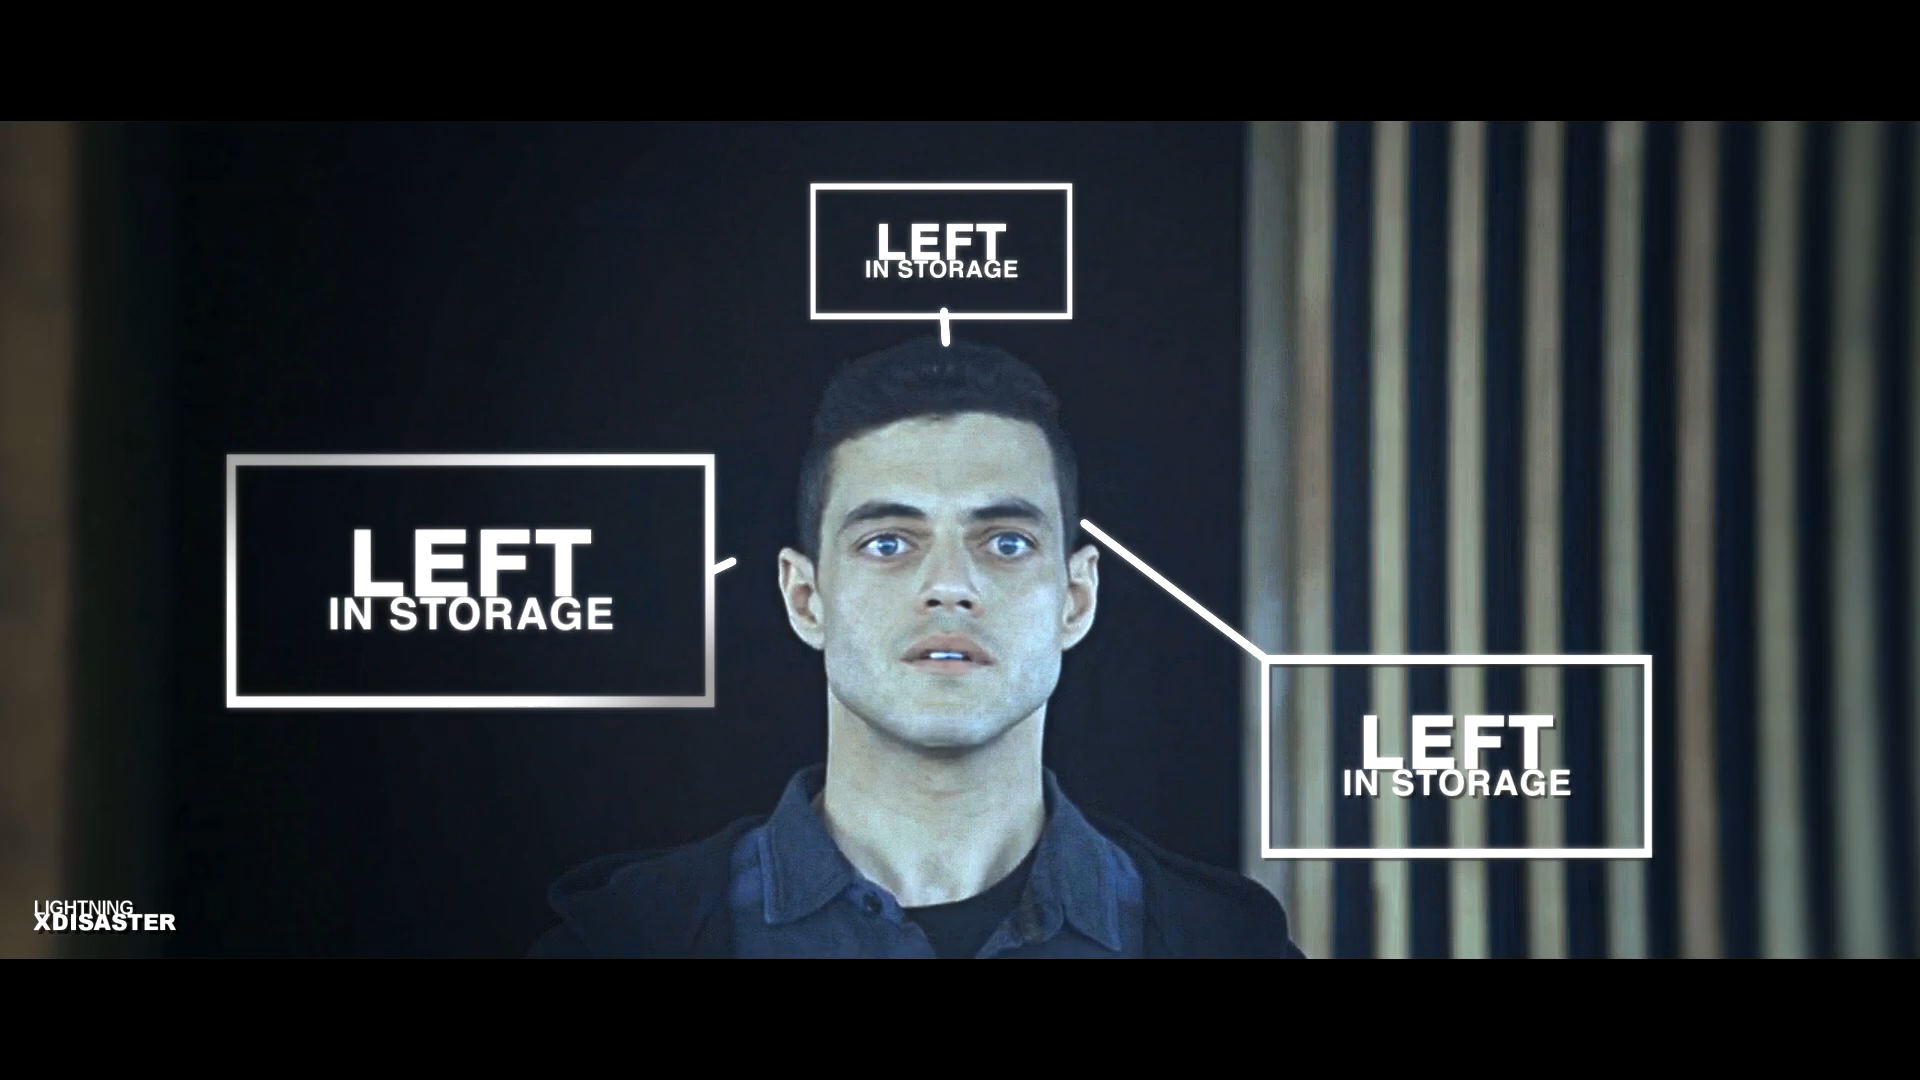 LEFT
IN STORAGE
LEFT
IN STORAGE
LEFT
IN STORAGE
LIGHTNING
XDISASTER